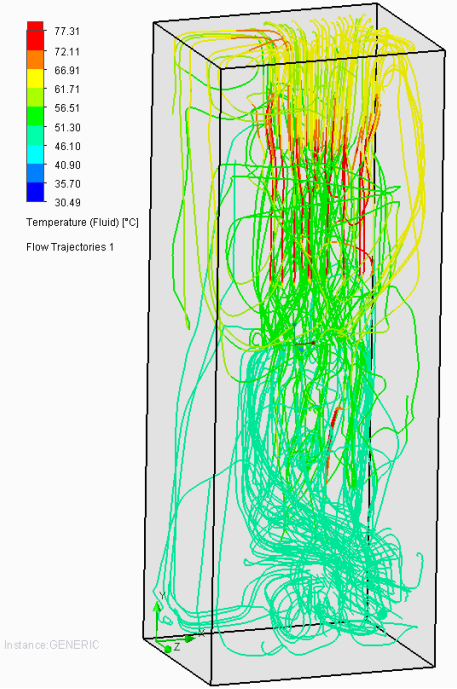 77.31
72.11
66.91
61.71
56.51
51.30
46.10
40.90
35.70
30.49
Temperature (Fluid) [°C]
Flow Trajectories 1
Y
X
Z
Instance:GENERIC